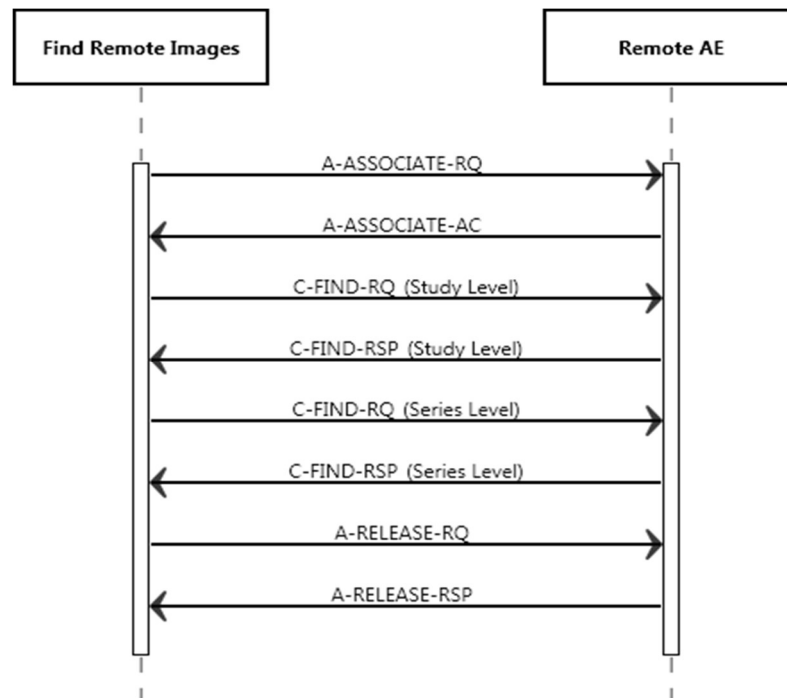 Find Remote Images
Remote AE
A-ASSOCIATE-RQ
A-ASSOCIATE-AC
C-FIND-RQ (Study Level)
C-FIND-RSP (Study Level)
C-FIND-RQ (Series Level)
C-FIND-RSP (Series Level)
A-RELEASE-RQ
A-RELEASE-RSP